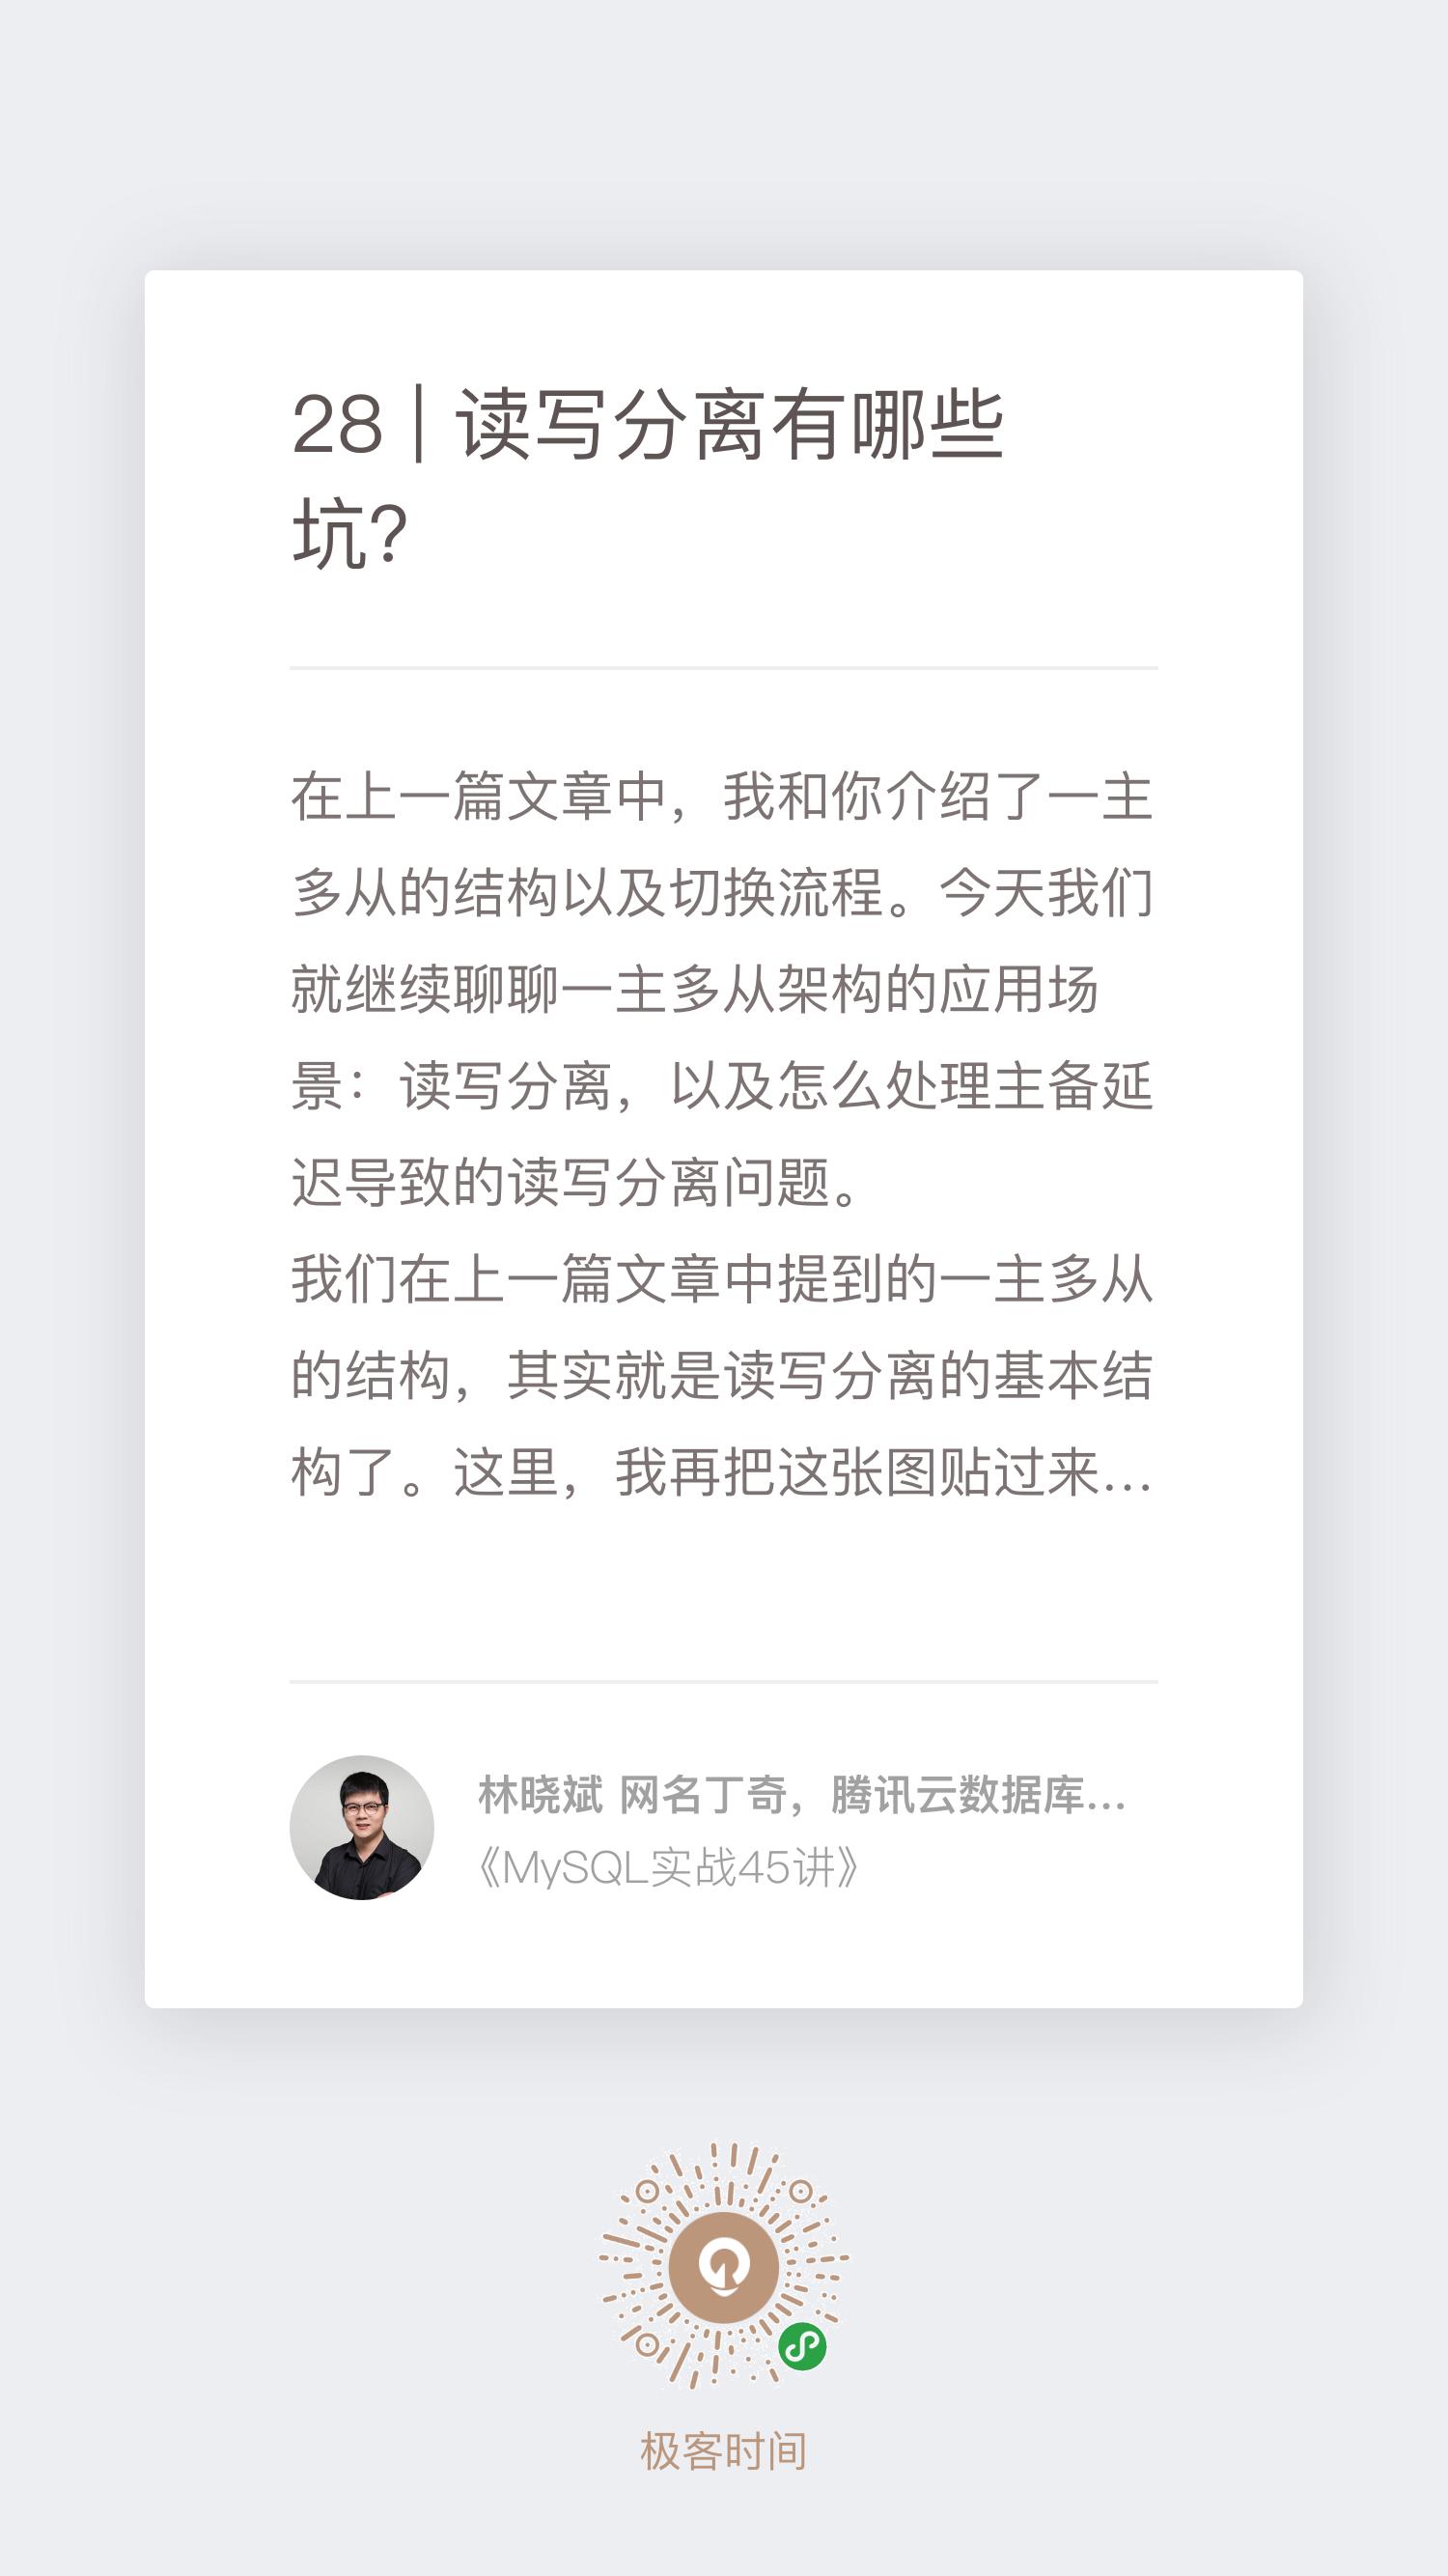 28 | 读写分离有哪些
坑？
在上一篇文章中，我和你介绍了一主
多从的结构以及切换流程。今天我们
就继续聊聊一主多从架构的应用场
景：读写分离，以及怎么处理主备延
迟导致的读写分离问题。
我们在上一篇文章中提到的一主多从
的结构，其实就是读写分离的基本结
构了。这里，我再把这张图贴过来…
林晓斌 网名丁奇，腾讯云数据库…
《MySQL实战45讲》
极客时间